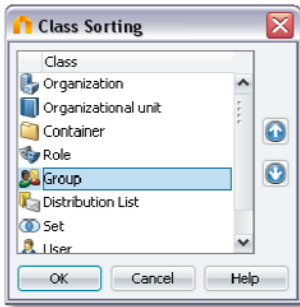 Class Sorting
Class
Organization
Organizational unit
Container
Role
Group
Distribution List
Set
User
OK Cancel Help